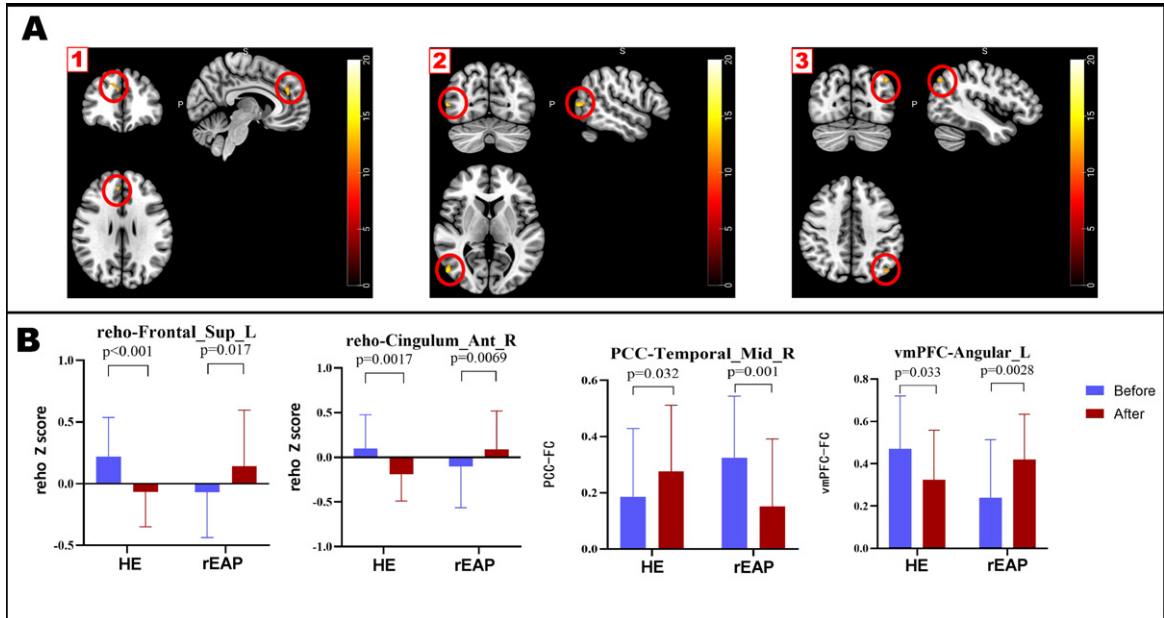 A
1
S
P
20
15
10
5
0
2
P
20
15
10
5
0
3
S
P
20
15
10
5
0
B
reho-Frontal_Sup_L
p<0.001
p=0.017
reho Z score
1.0
0.5
0.0
-0.5
HE
rEAP
reho-Cingulum_Ant_R
p=0.0017
p=0.0069
reho Z score
1.0
0.5
0.0
-0.5
-1.0
HE
rEAP
PCC-Temporal_Mid_R
p=0.032
p=0.001
PCC-FC
0.6
0.4
0.2
0.0
HE
rEAP
vmPFC-Angular_L
p=0.033
p=0.0028
vmPFC-FC
0.8
0.6
0.4
0.2
0.0
HE
rEAP
Before
After